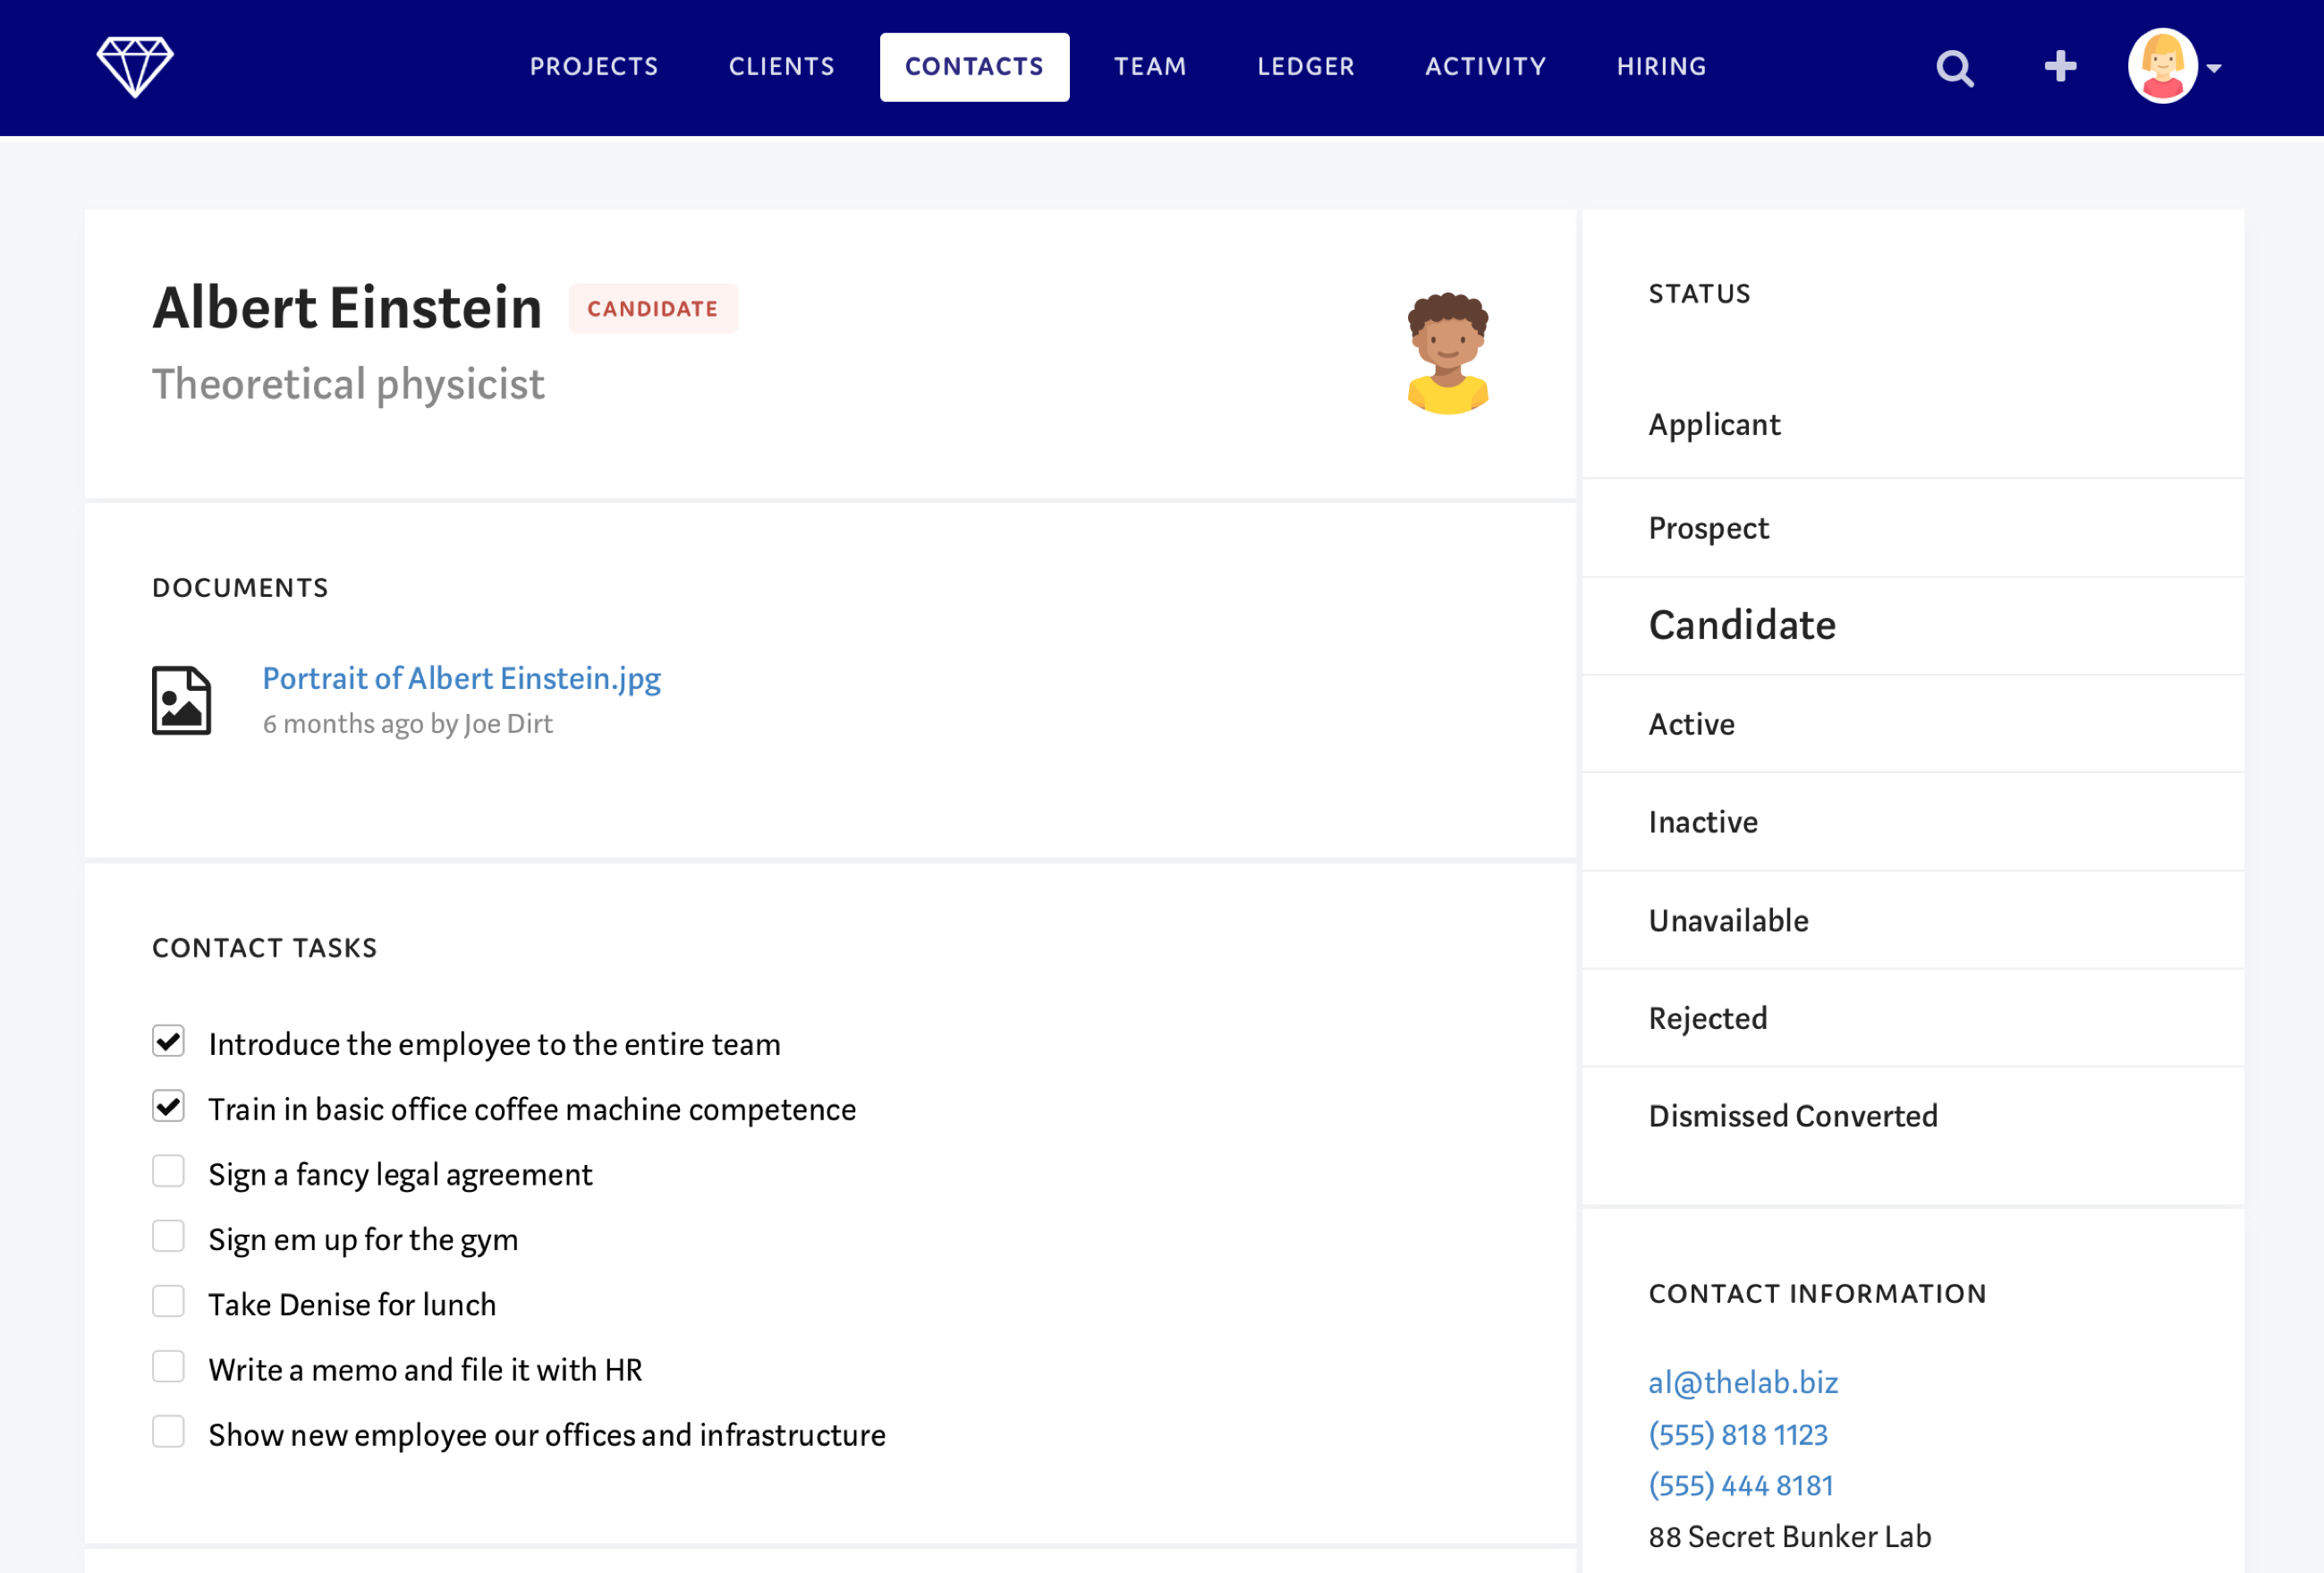 PROJECTS CLIENTS CONTACTS TEAM LEDGER ACTIVITY HIRING
Albert Einstein CANDIDATE
Theoretical physicist
DOCUMENTS
Portrait of Albert Einstein.jpg
6 months ago by Joe Dirt
CONTACT TASKS
Introduce the employee to the entire team
Train in basic office coffee machine competence
Sign a fancy legal agreement
Sign em up for the gym
Take Denise for lunch
Write a memo and file it with HR
Show new employee our offices and infrastructure
STATUS
Applicant
Prospect
Candidate
Active
Inactive
Unavailable
Rejected
Dismissed Converted
CONTACT INFORMATION
al@thelab.biz
(555) 818 1123
(555) 444 8181
88 Secret Bunker Lab